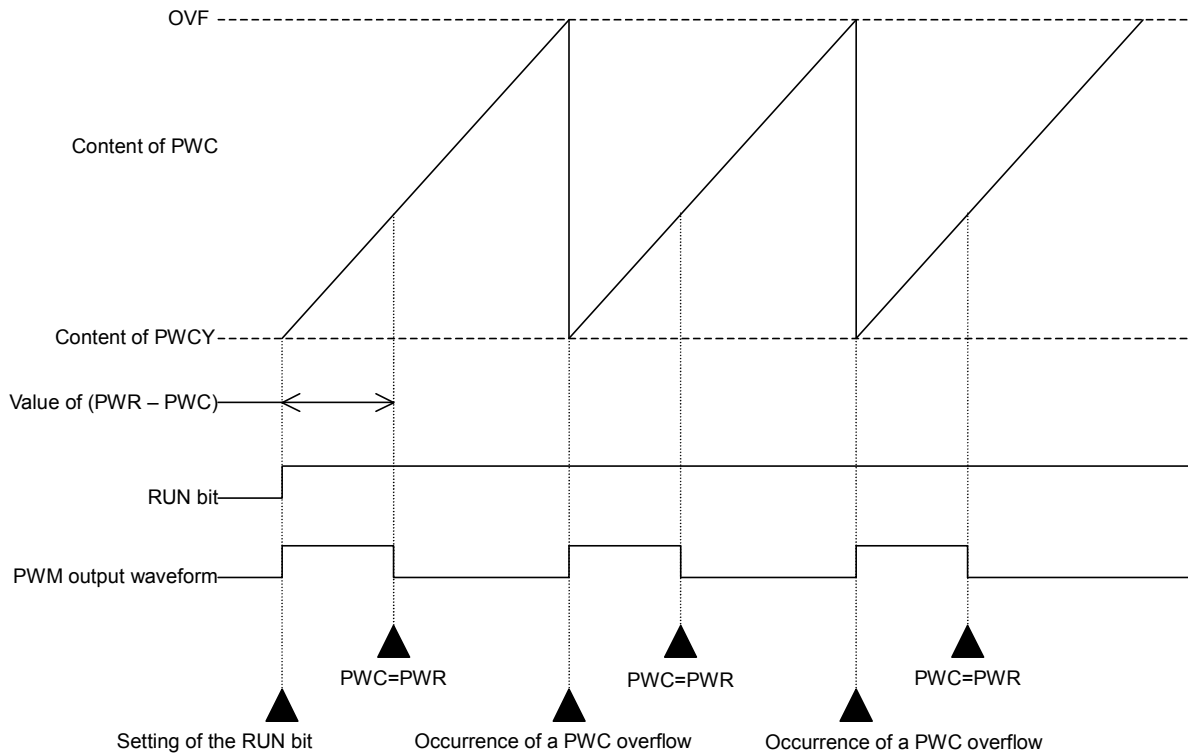 OVF
Content of PWC
Content of PWCY
Value of (PWR – PWC)
RUN bit
PWM output waveform
PWC=PWR
PWC=PWR
PWC=PWR
Setting of the RUN bit
Occurrence of a PWC overflow
Occurrence of a PWC overflow